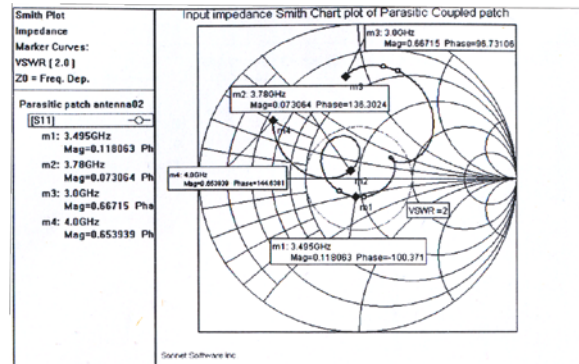 Smith Plot
Impedance
Marker Curves:
VSWR [ 2.0 ]
Z0 = Freq. Dep.
Parasitic patch antenna02
[S11]
m1: 3.495GHz
Mag=0.118063 Ph
m2: 3.78GHz
Mag=0.073064 Ph
m3: 3.0GHz
Mag=0.66715 Pha
m4: 4.0GHz
Mag=0.653939 Ph
Input impedance Smith Chart plot of Parasitic Coupled patch
m3: 3.0GHz
Mag=0.66715 Phase=96.73106
m3
m2: 3.78GHz
Mag=0.073064 Phase=136.3024
m4
m4: 4.0GHz
Mag=0.653939 Phase=144.6381
m2
m1
VSWR =2
m1: 3.495GHz
Mag=0.118063 Phase=-100.371
Sonnet Software Inc